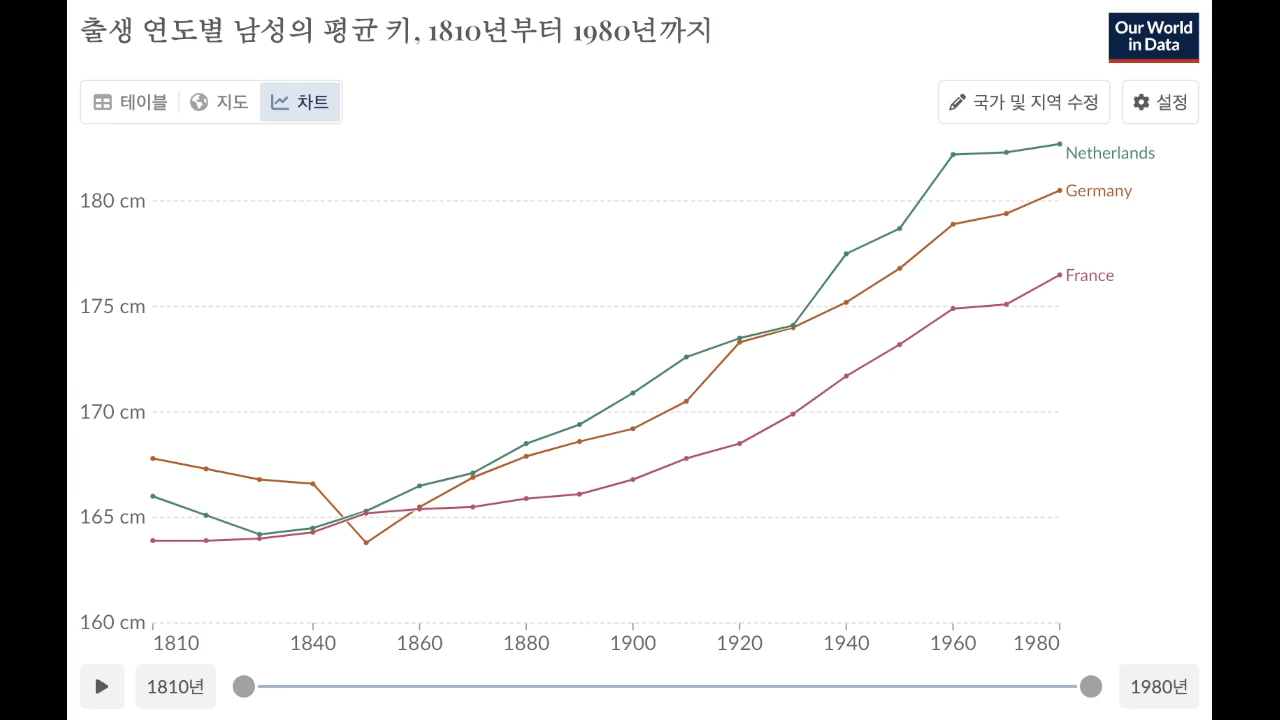 출생 연도별 남성의 평균 키, 1810년부터 1980년까지
Our World
in Data
테이블 지도 차트
국가 및 지역 수정 설정
Netherlands
180 cm
Germany
France
175 cm
170 cm
165 cm
160 cm
1810 1840 1860 1880 1900 1920 1940 1960 1980
1810년 1980년